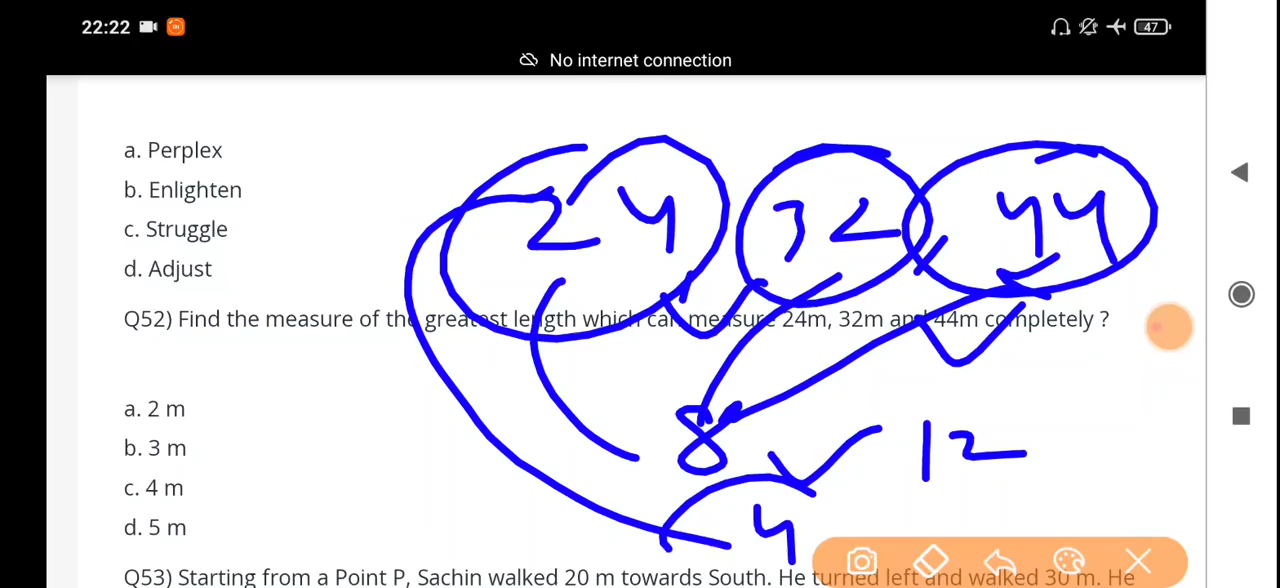 22:22
47
No internet connection
a. Perplex
b. Enlighten
c. Struggle
d. Adjust
24 32 44
Q52) Find the measure of the greatest length which can measure 24m, 32m and 44m completely ?
a. 2 m
8
b. 3 m
12
c. 4 m
4
d. 5 m
Q53) Starting from a Point P, Sachin walked 20 m towards South. He turned left and walked 30 m. He